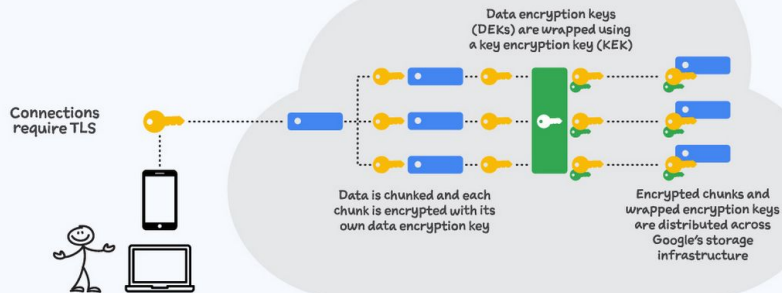 Data encryption keys
(DEKs) are wrapped using
a key encryption key (KEK)
Connections
require TLS
Data is chunked and each
chunk is encrypted with its
own data encryption key
Encrypted chunks and
wrapped encryption keys
are distributed across
Google's storage
infrastructure